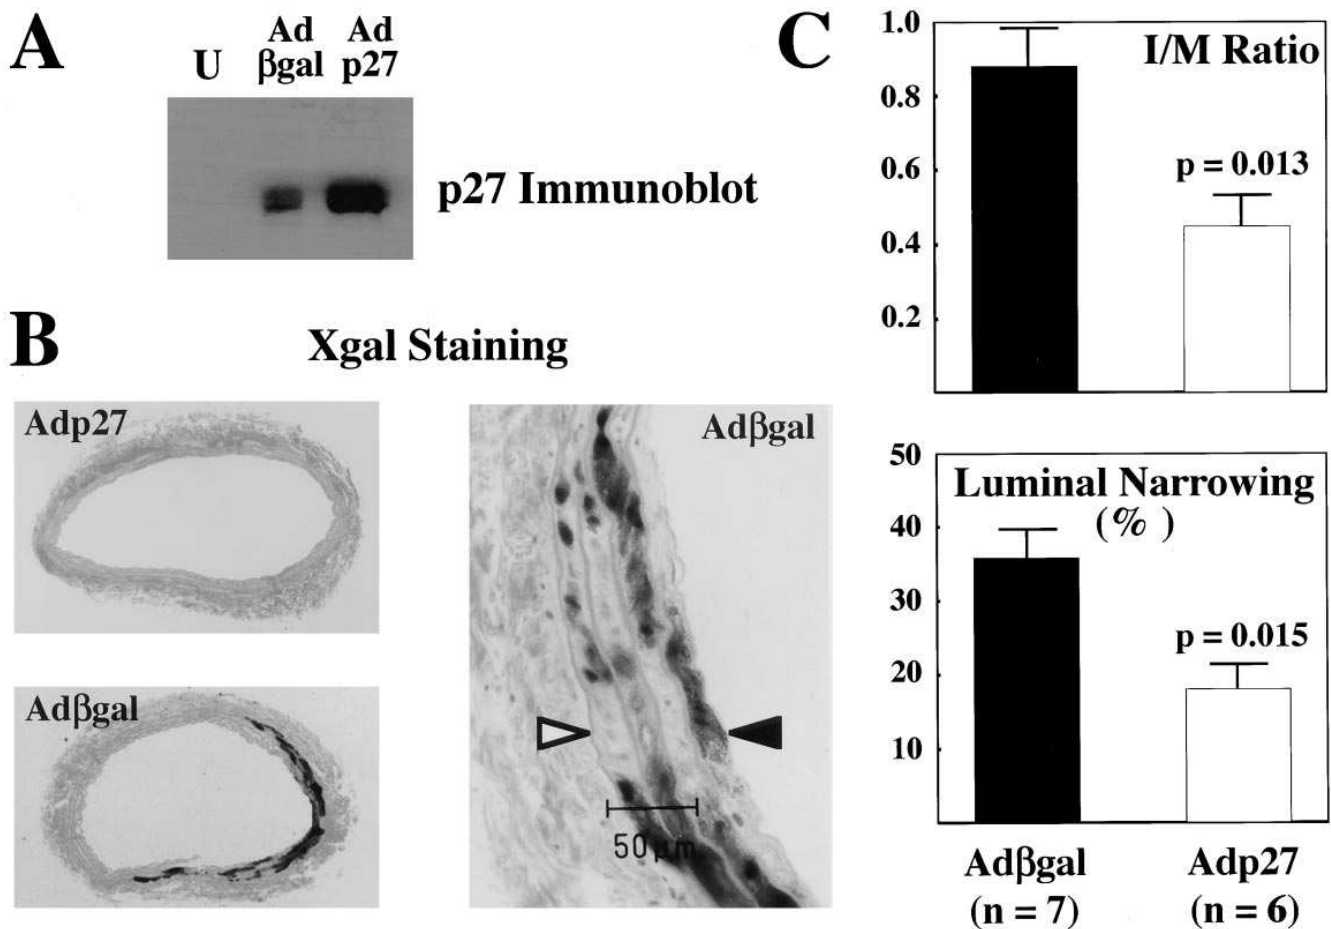 A
U
Ad
βgal
Ad
p27
p27 Immunoblot
B
Xgal Staining
Adp27
Adβgal
Adβgal
50 μm
C
1.0
0.8
0.6
0.4
0.2
I/M Ratio
p = 0.013
50
40
30
20
10
Luminal Narrowing
(%)
p = 0.015
Adβgal
(n = 7)
Adp27
(n = 6)